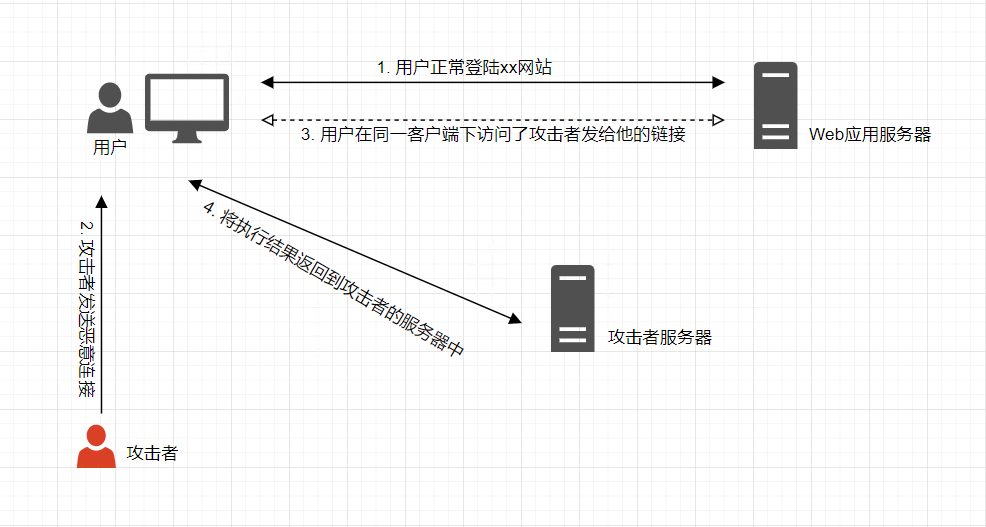 1. 用户正常登陆xx网站
3. 用户在同一客户端下访问了攻击者发给他的链接
用户
Web应用服务器
2. 攻击者发送恶意连接
4. 将执行结果返回到攻击者的服务器中
攻击者服务器
攻击者